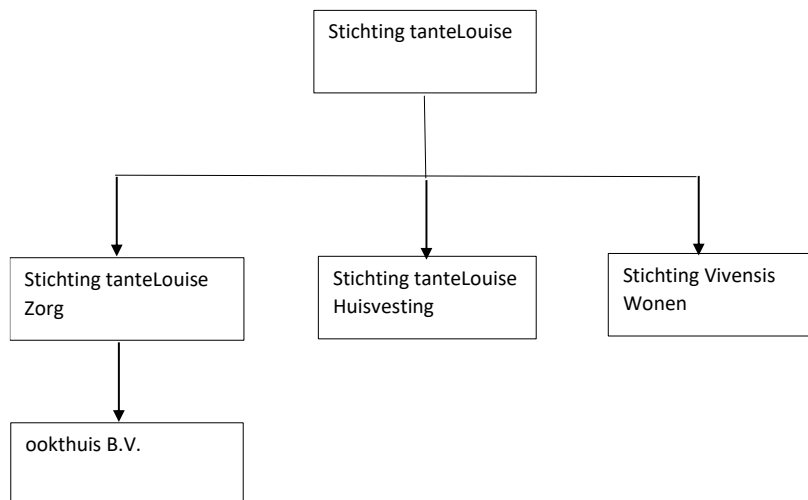 Stichting tanteLouise
Stichting tanteLouise
Zorg
Stichting tanteLouise
Huisvesting
Stichting Vivensis
Wonen
ookthuis B.V.